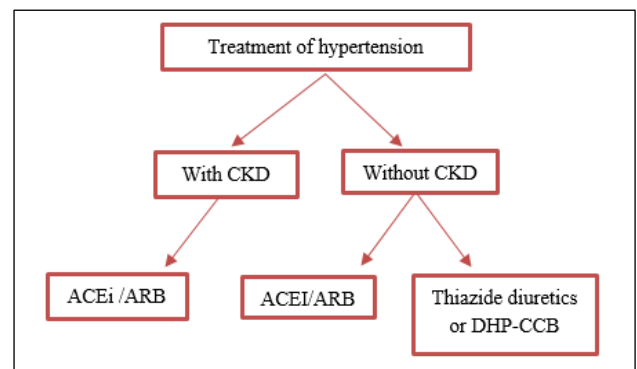 Treatment of hypertension
With CKD
Without CKD
ACEi /ARB
ACEI/ARB
Thiazide diuretics
or DHP-CCB